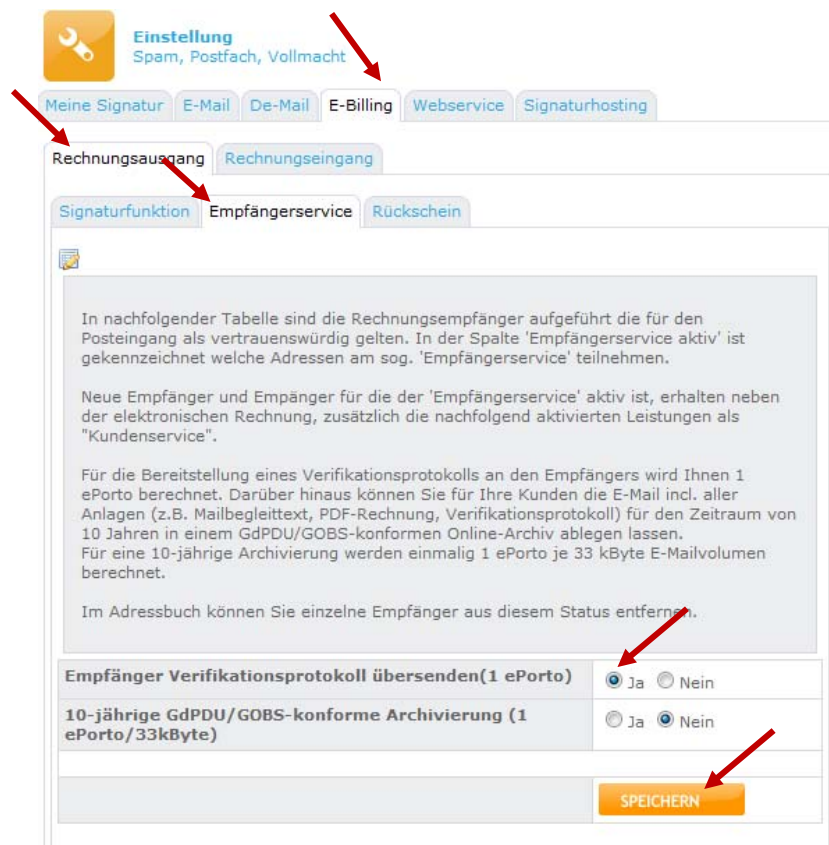 Einstellung
Spam, Postfach, Vollmacht
Meine Signatur E-Mail De-Mail E-Billing Webservice Signaturhosting
Rechnungsausgang Rechnungseingang
Signaturfunktion Empfängerservice Rückschein
In nachfolgender Tabelle sind die Rechnungsempfänger aufgeführt die für den
Posteingang als vertrauenswürdig gelten. In der Spalte 'Empfängerservice aktiv' ist
gekennzeichnet welche Adressen am sog. 'Empfängerservice' teilnehmen.
Neue Empfänger und Empänger für die der 'Empfängerservice' aktiv ist, erhalten neben
der elektronischen Rechnung, zusätzlich die nachfolgend aktivierten Leistungen als
"Kundenservice".
Für die Bereitstellung eines Verifikationsprotokolls an den Empfängers wird Ihnen 1
ePorto berechnet. Darüber hinaus können Sie für Ihre Kunden die E-Mail incl. aller
Anlagen (z.B. Mailbegleittext, PDF-Rechnung, Verifikationsprotokoll) für den Zeitraum von
10 Jahren in einem GdPDU/GOBS-konformen Online-Archiv ablegen lassen.
Für eine 10-jährige Archivierung werden einmalig 1 ePorto je 33 kByte E-Mailvolumen
berechnet.
Im Adressbuch können Sie einzelne Empfänger aus diesem Status entfernen.
Empfänger Verifikationsprotokoll übersenden(1 ePorto) Ja Nein
10-jährige GdPDU/GOBS-konforme Archivierung (1
ePorto/33kByte) Ja Nein
SPEICHERN